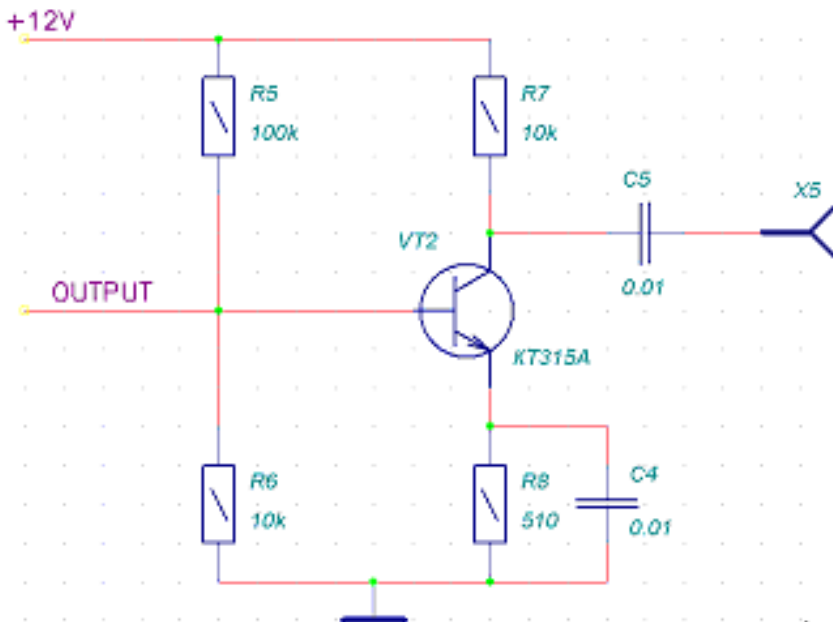 +12V
R5
100k
R7
10k
C5
X5
VT2
0.01
OUTPUT
KT315A
R6
10k
R8
510
C4
0.01